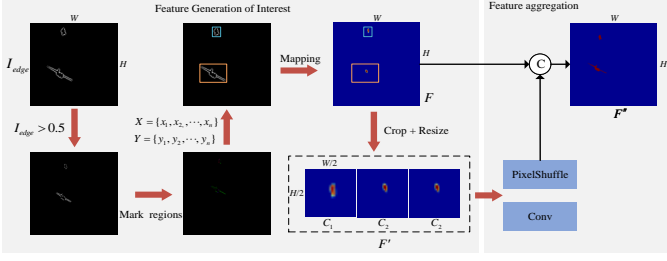 Feature Generation of Interest
Feature aggregation
W
I_edge
H
Mapping
W
H
F
C
W
H
F''
I_edge > 0.5
X = {x_1, x_2, ⋯, x_n}
Y = {y_1, y_2, ⋯, y_n}
Crop + Resize
Mark regions
W/2
H/2
C_1
C_2
C_2
F'
PixelShuffle
Conv